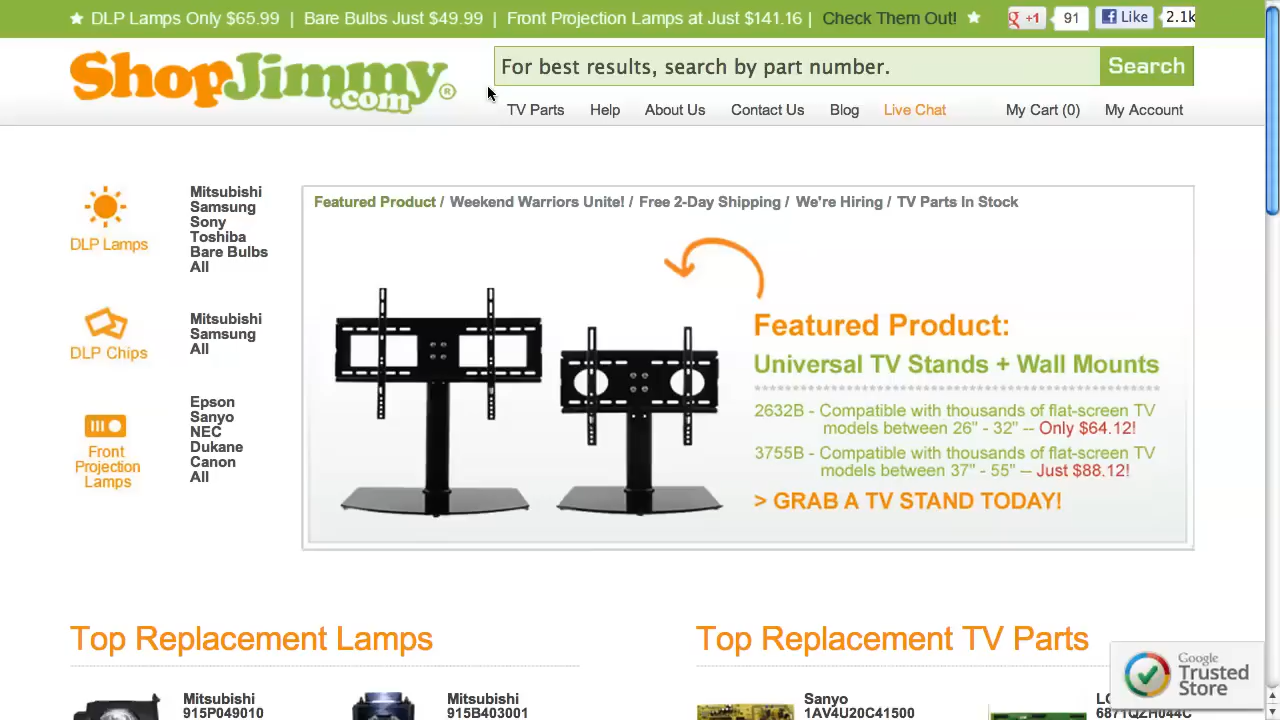 ★ DLP Lamps Only $65.99 | Bare Bulbs Just $49.99 | Front Projection Lamps at Just $141.16 | Check Them Out! ★
+1 91 Like 2.1k
ShopJimmy.com®
For best results, search by part number. Search
TV Parts Help About Us Contact Us Blog Live Chat My Cart (0) My Account
DLP Lamps
Mitsubishi
Samsung
Sony
Toshiba
Bare Bulbs
All
DLP Chips
Mitsubishi
Samsung
All
Front
Projection
Lamps
Epson
Sanyo
NEC
Dukane
Canon
All
Featured Product / Weekend Warriors Unite! / Free 2-Day Shipping / We're Hiring / TV Parts In Stock
Featured Product:
Universal TV Stands + Wall Mounts
2632B - Compatible with thousands of flat-screen TV
models between 26" - 32" -- Only $64.12!
3755B - Compatible with thousands of flat-screen TV
models between 37" - 55" -- Just $88.12!
> GRAB A TV STAND TODAY!
Top Replacement Lamps
Mitsubishi
915P049010
Mitsubishi
915B403001
Top Replacement TV Parts
Sanyo
1AV4U20C41500
6871QZH044C
Google
Trusted
Store